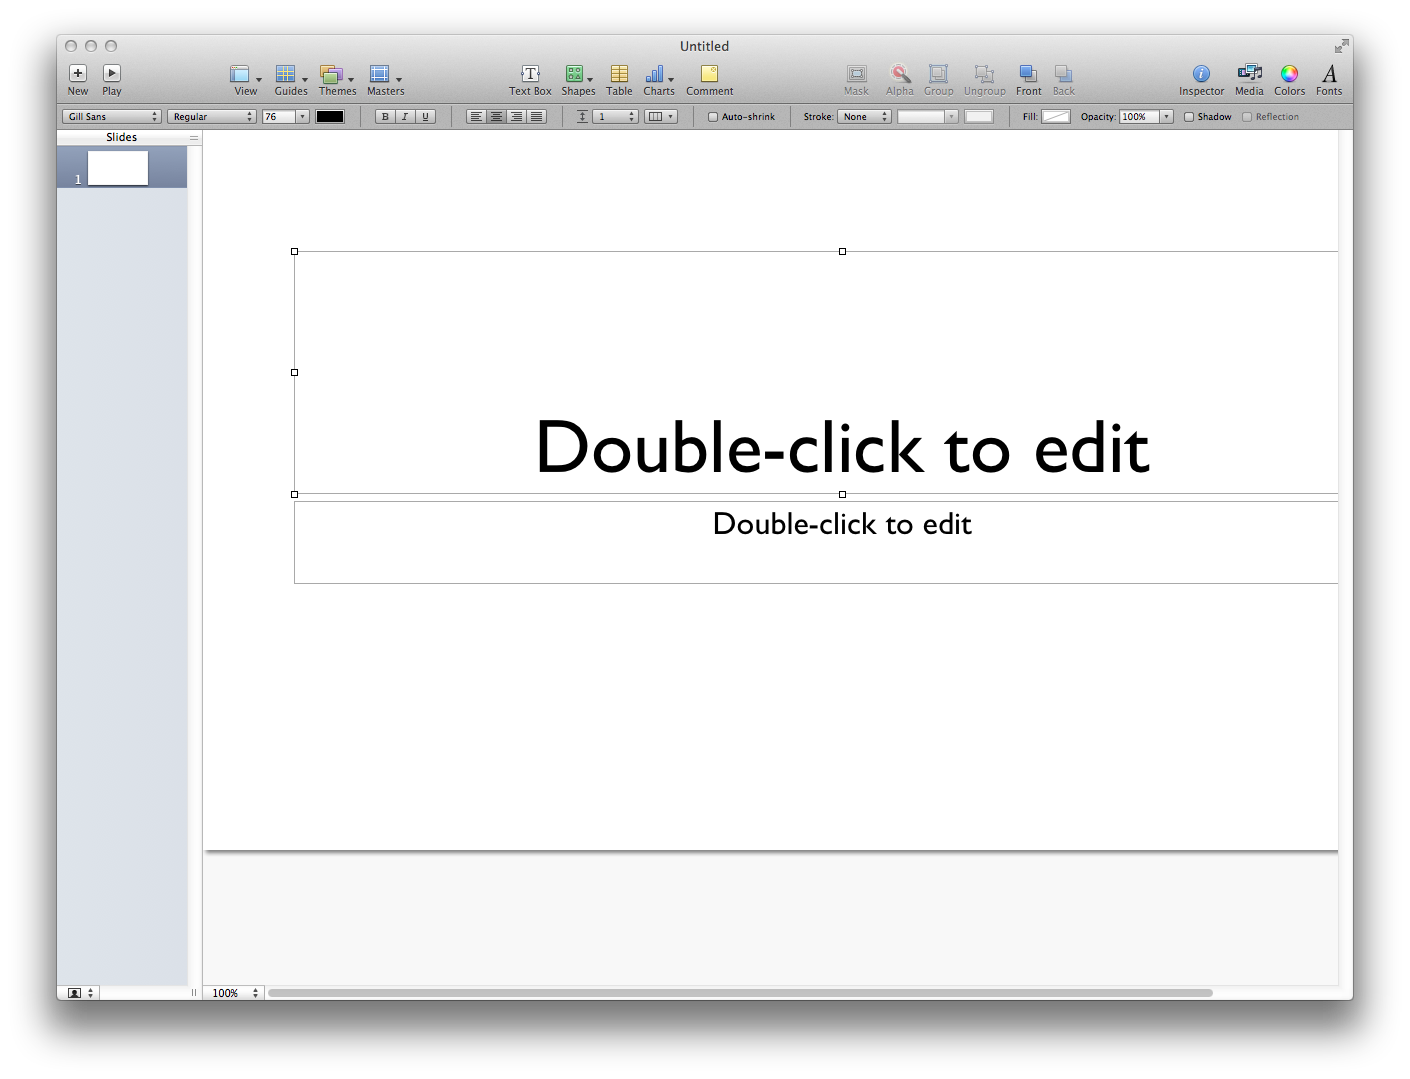 Untitled
New Play View Guides Themes Masters Text Box Shapes Table Charts Comment Mask Alpha Group Ungroup Front Back Inspector Media Colors Fonts
Gill Sans Regular 76 B I U 1 Auto-shrink Stroke: None Fill: Opacity: 100% Shadow Reflection
Slides
1
Double-click to edit
Double-click to edit
100%